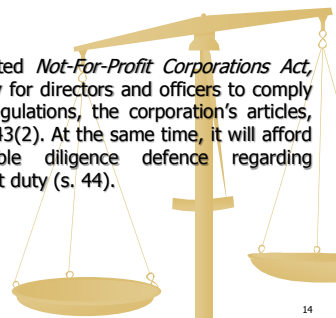 ted Not-For-Profit Corporations Act,
for directors and officers to comply
gulations, the corporation's articles,
43(2). At the same time, it will afford
ble diligence defence regarding
t duty (s. 44).
14